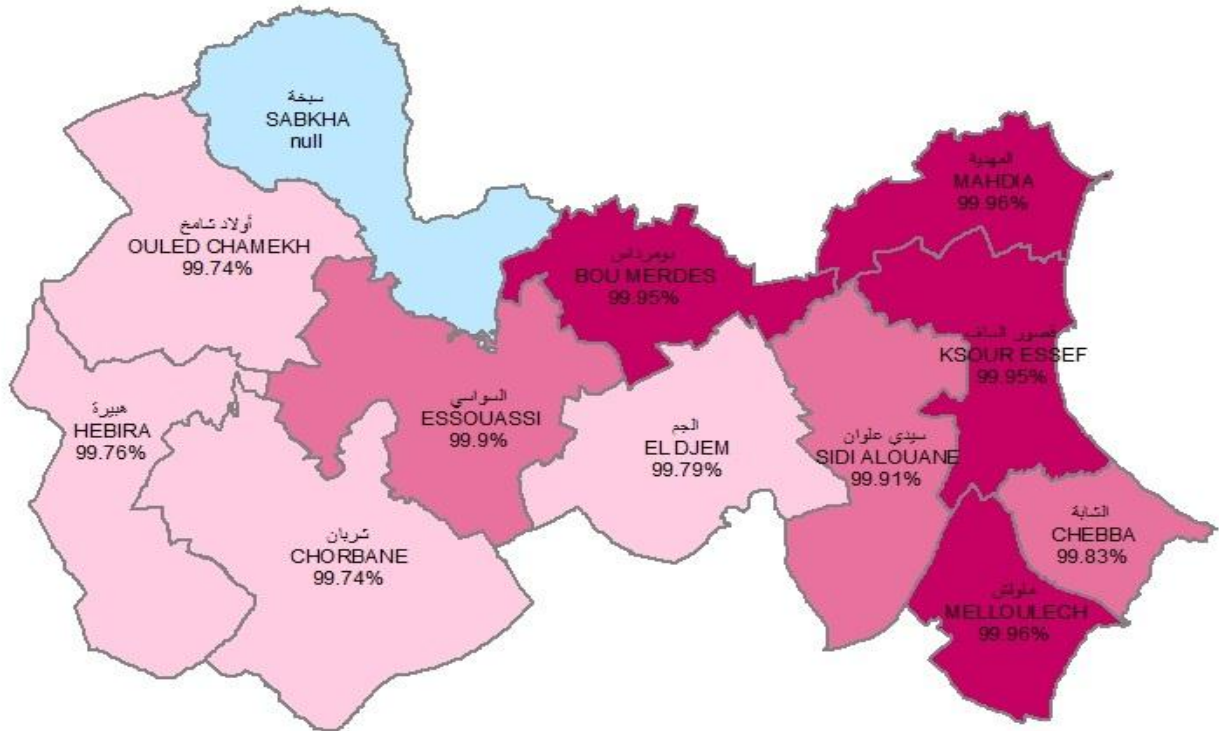 سبخة
SABKHA
null
المهدية
MAHDIA
99.96%
أولاد شامخ
OULED CHAMEKH
99.74%
بومرداس
BOU MERDES
99.95%
قصور الساف
KSOUR ESSEF
99.95%
هبيرة
HEBIRA
99.76%
السواسي
ESSOUASSI
99.9%
الجم
EL DJEM
99.79%
سيدي علوان
SIDI ALOUANE
99.91%
الشابة
CHEBBA
99.83%
شربان
CHORBANE
99.74%
ملولش
MELLOULECH
99.96%